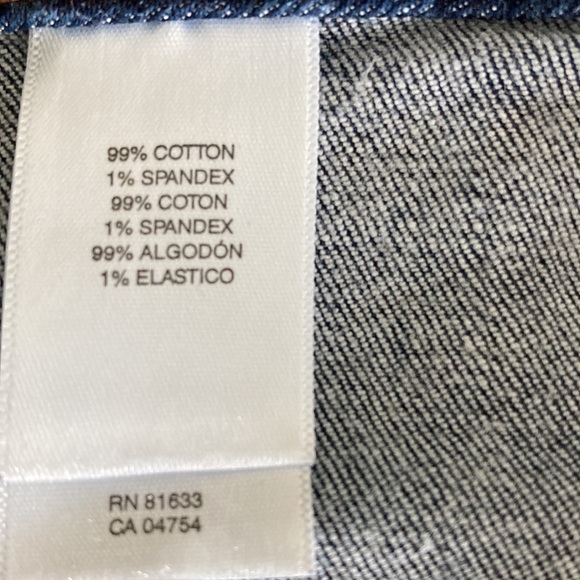 99% COTTON
1% SPANDEX
99% COTON
1% SPANDEX
99% ALGODÓN
1% ELASTICO
RN 81633
CA 04754